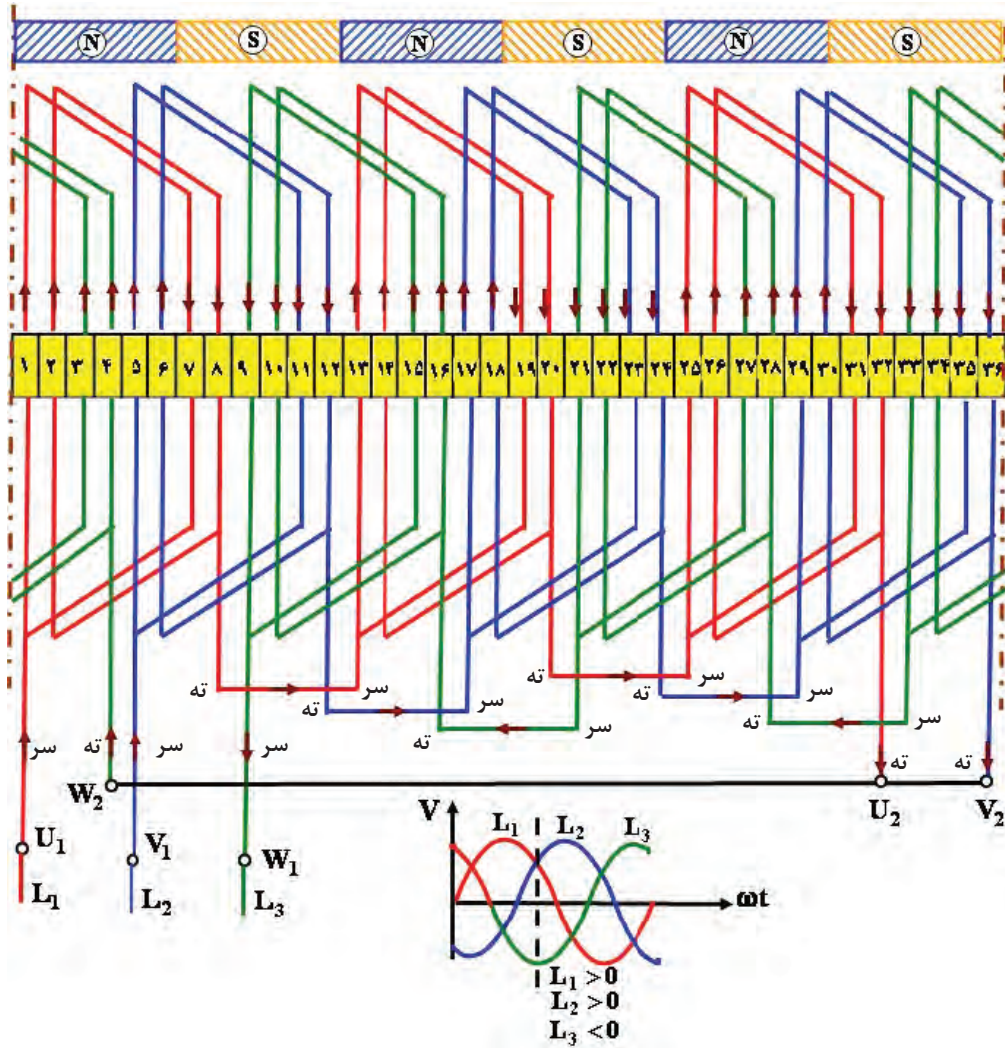 N S N S N S
۱ ۲ ۳ ۴ ۵ ۶ ۷ ۸ ۹ ۱۰ ۱۱ ۱۲ ۱۳ ۱۴ ۱۵ ۱۶ ۱۷ ۱۸ ۱۹ ۲۰ ۲۱ ۲۲ ۲۳ ۲۴ ۲۵ ۲۶ ۲۷ ۲۸ ۲۹ ۳۰ ۳۱ ۳۲ ۳۳ ۳۴ ۳۵ ۳۶
ته سر ته سر
ته سر ته سر
ته سر ته سر
سر ته سر سر ته ته
W₂ U₂ V₂
U₁ V₁ W₁
L₁ L₂ L₃
V L₁ L₂ L₃
ωt
L₁ > 0
L₂ > 0
L₃ < 0